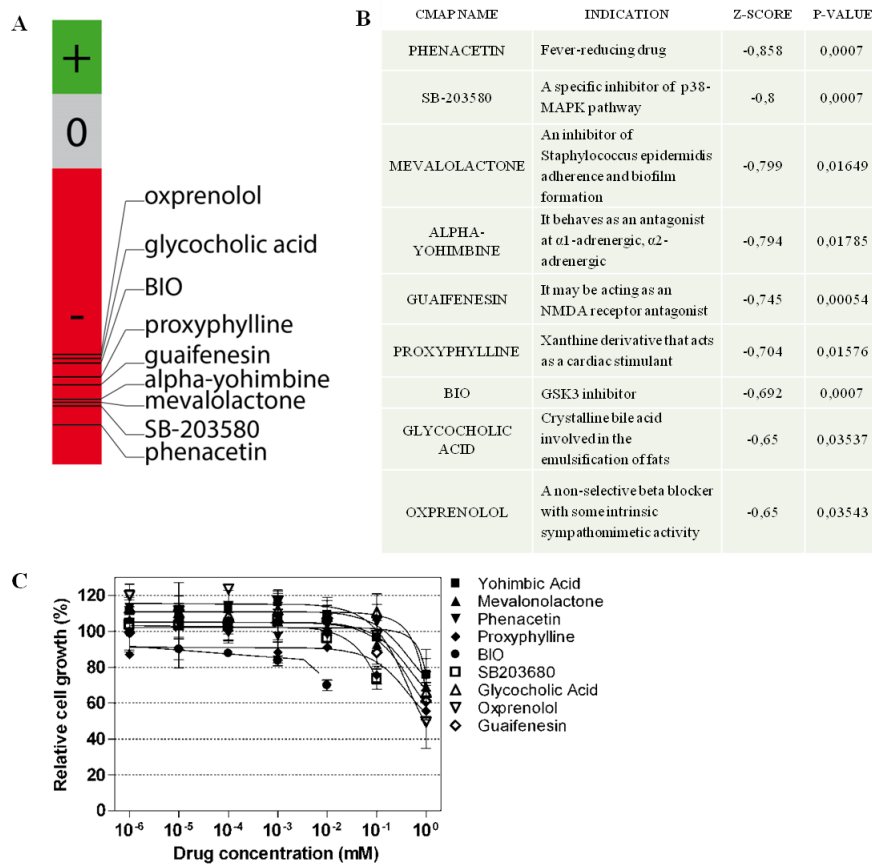 A
+
0
-
oxprenolol
glycocholic acid
BIO
proxyphylline
guaifenesin
alpha-yohimbine
mevalolactone
SB-203580
phenacetin
B
CMAP NAME INDICATION Z-SCORE P-VALUE
PHENACETIN Fever-reducing drug -0,858 0,0007
SB-203580 A specific inhibitor of p38-
MAPK pathway -0,8 0,0007
MEVALOLACTONE An inhibitor of
Staphylococcus epidermidis
adherence and biofilm
formation -0,799 0,01649
ALPHA-
YOHIMBINE It behaves as an antagonist
at α1-adrenergic, α2-
adrenergic -0,794 0,01785
GUAIFENESIN It may be acting as an
NMDA receptor antagonist -0,745 0,00054
PROXYPHYLLINE Xanthine derivative that acts
as a cardiac stimulant -0,704 0,01576
BIO GSK3 inhibitor -0,692 0,0007
GLYCOCHOLIC
ACID Crystalline bile acid
involved in the
emulsification of fats -0,65 0,03537
OXPRENOLOL A non-selective beta blocker
with some intrinsic
sympathomimetic activity -0,65 0,03543
C
Relative cell growth (%)
120
100
80
60
40
20
0
10-6 10-5 10-4 10-3 10-2 10-1 100
Drug concentration (mM)
Yohimbic Acid
Mevalonolactone
Phenacetin
Proxyphylline
BIO
SB203680
Glycocholic Acid
Oxprenolol
Guaifenesin